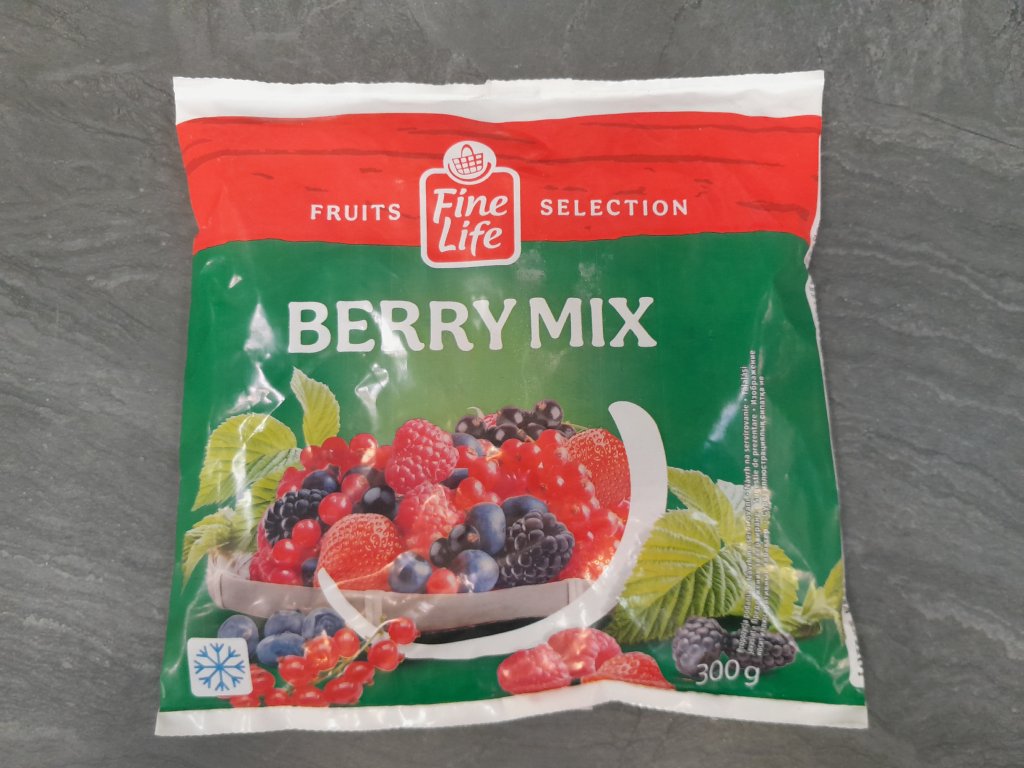 FRUITS
Fine
Life
SELECTION
BERRY MIX
300 g